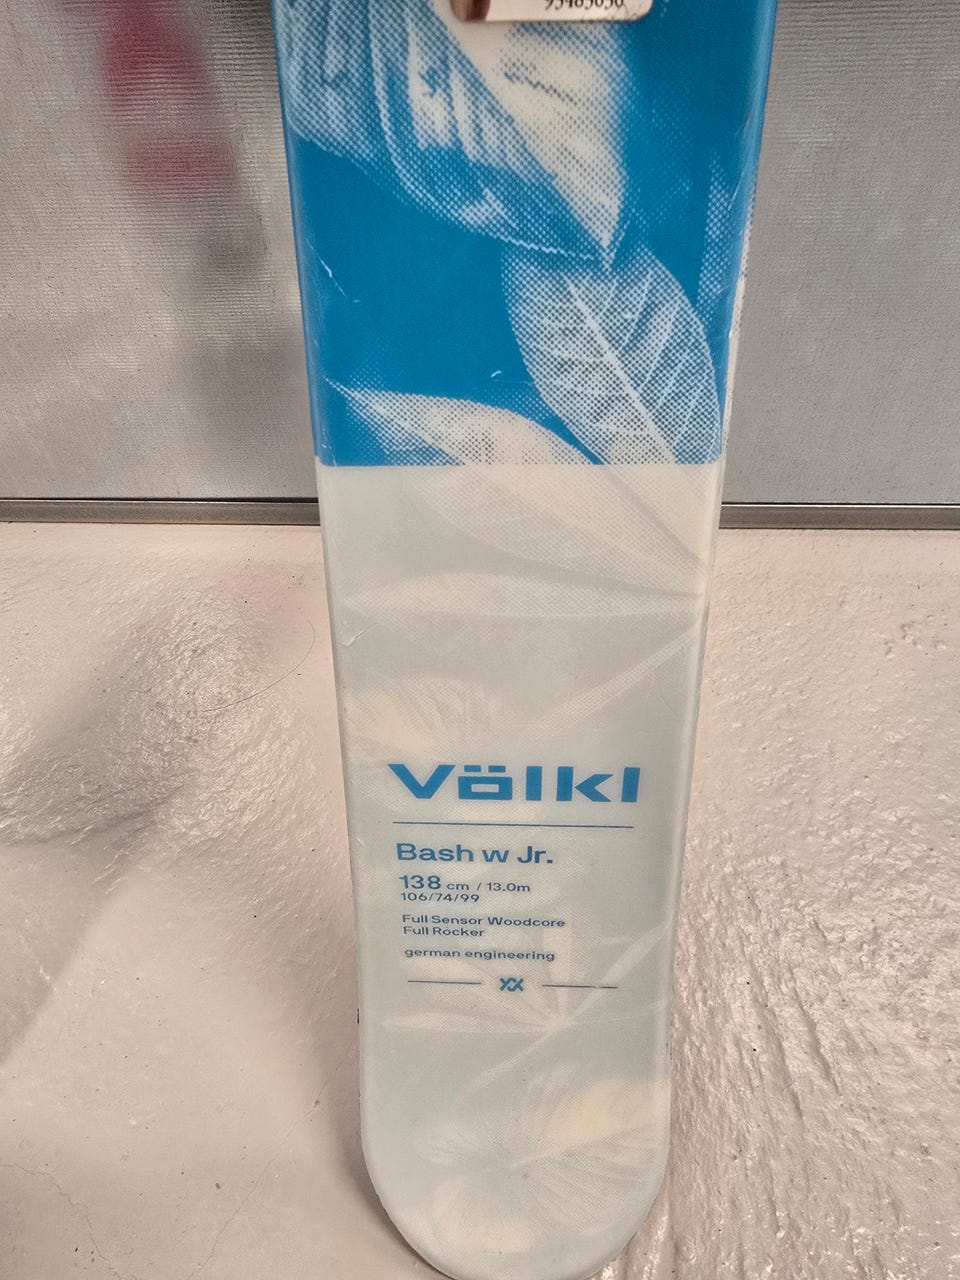 Völkl
Bash w Jr.
138 cm / 13.0m
106/74/99
Full Sensor Woodcore
Full Rocker
german engineering